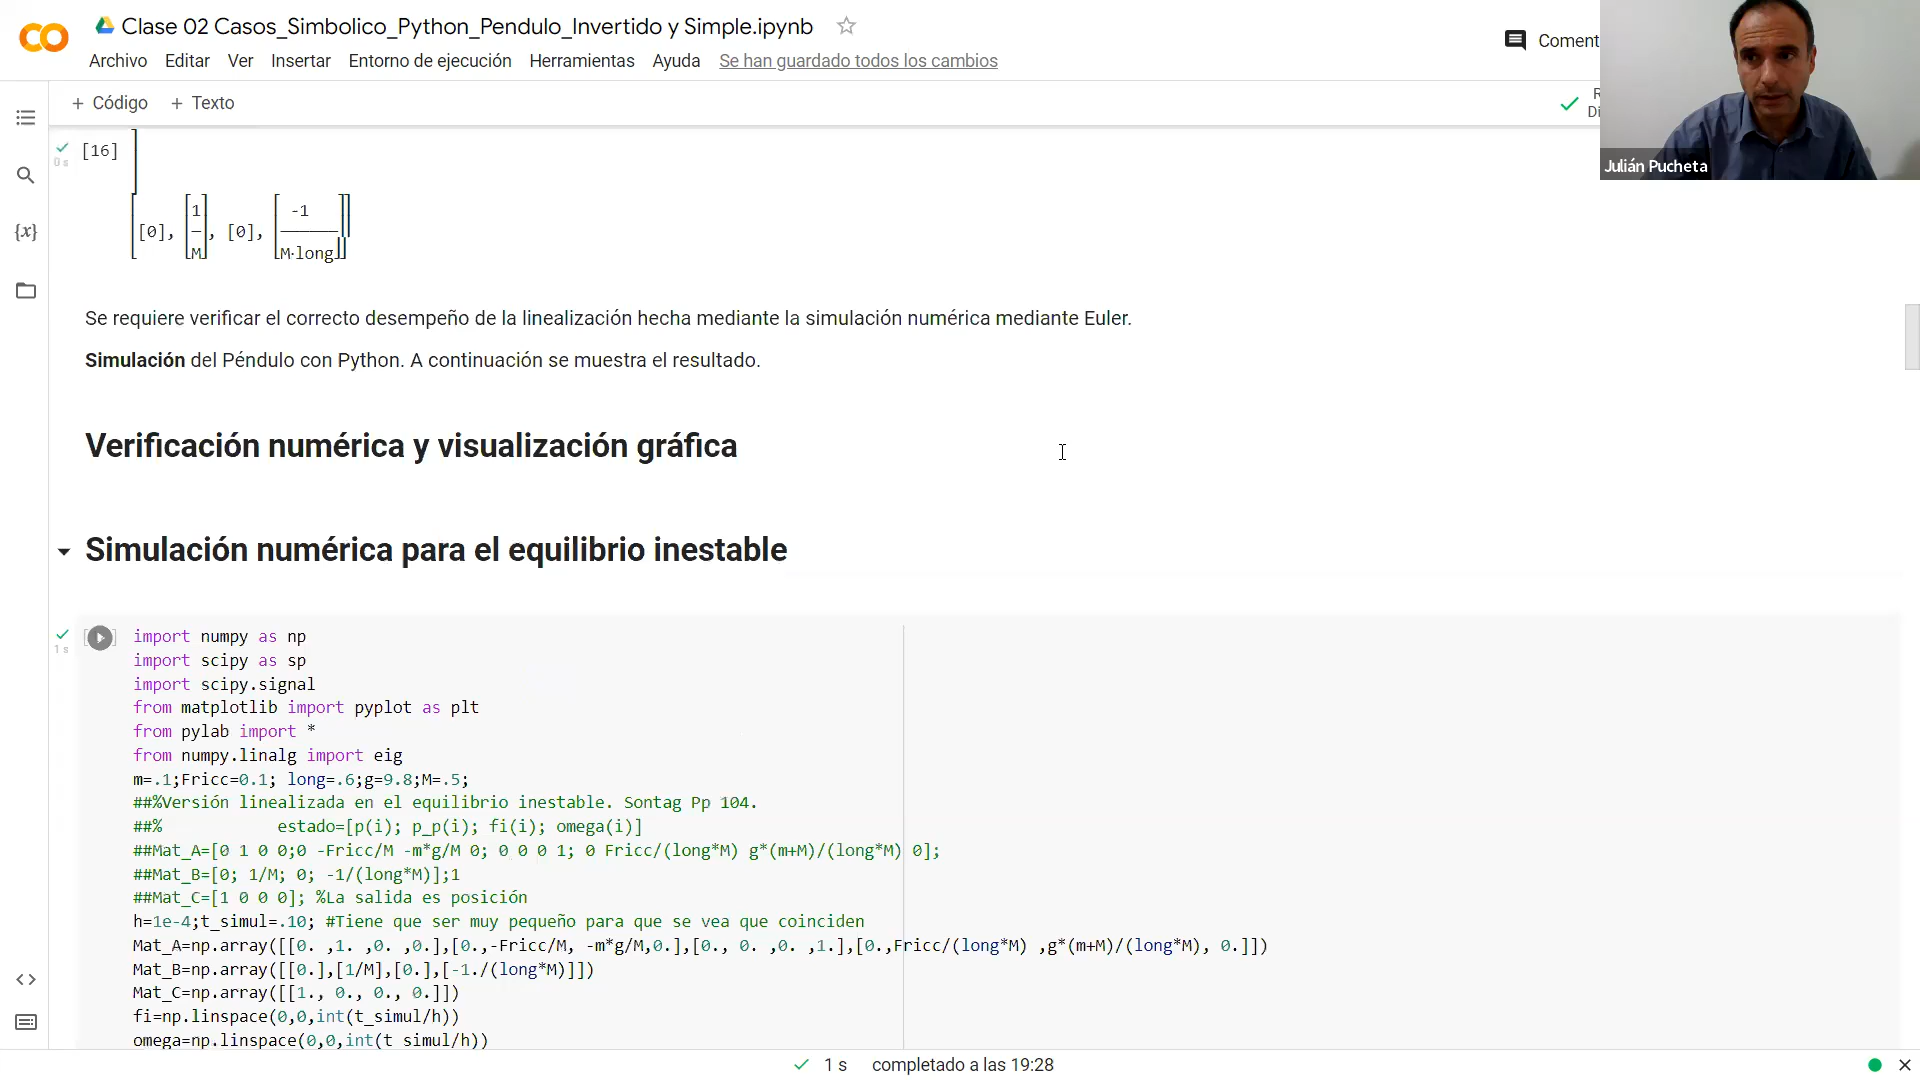 Clase 02 Casos_Simbolico_Python_Pendulo_Invertido y Simple.ipynb
Archivo Editar Ver Insertar Entorno de ejecución Herramientas Ayuda Se han guardado todos los cambios
Coment
+ Código + Texto
R
Di
Julián Pucheta
0 s
[16]
[0], [1/M], [0], [-1/M·long]
Se requiere verificar el correcto desempeño de la linealización hecha mediante la simulación numérica mediante Euler.
Simulación del Péndulo con Python. A continuación se muestra el resultado.
Verificación numérica y visualización gráfica
Simulación numérica para el equilibrio inestable
1 s
import numpy as np
import scipy as sp
import scipy.signal
from matplotlib import pyplot as plt
from pylab import *
from numpy.linalg import eig
m=.1;Fricc=0.1; long=.6;g=9.8;M=.5;
##%Versión linealizada en el equilibrio inestable. Sontag Pp 104.
##% estado=[p(i); p_p(i); fi(i); omega(i)]
##Mat_A=[0 1 0 0;0 -Fricc/M -m*g/M 0; 0 0 0 1; 0 Fricc/(long*M) g*(m+M)/(long*M) 0];
##Mat_B=[0; 1/M; 0; -1/(long*M)];1
##Mat_C=[1 0 0 0]; %La salida es posición
h=1e-4;t_simul=.10; #Tiene que ser muy pequeño para que se vea que coinciden
Mat_A=np.array([[0. ,1. ,0. ,0.],[0.,-Fricc/M, -m*g/M,0.],[0., 0. ,0. ,1.],[0.,Fricc/(long*M) ,g*(m+M)/(long*M), 0.]])
Mat_B=np.array([[0.],[1/M],[0.],[-1./(long*M)]])
Mat_C=np.array([[1., 0., 0., 0.]])
fi=np.linspace(0,0,int(t_simul/h))
omega=np.linspace(0,0,int(t_simul/h))
1 s completado a las 19:28